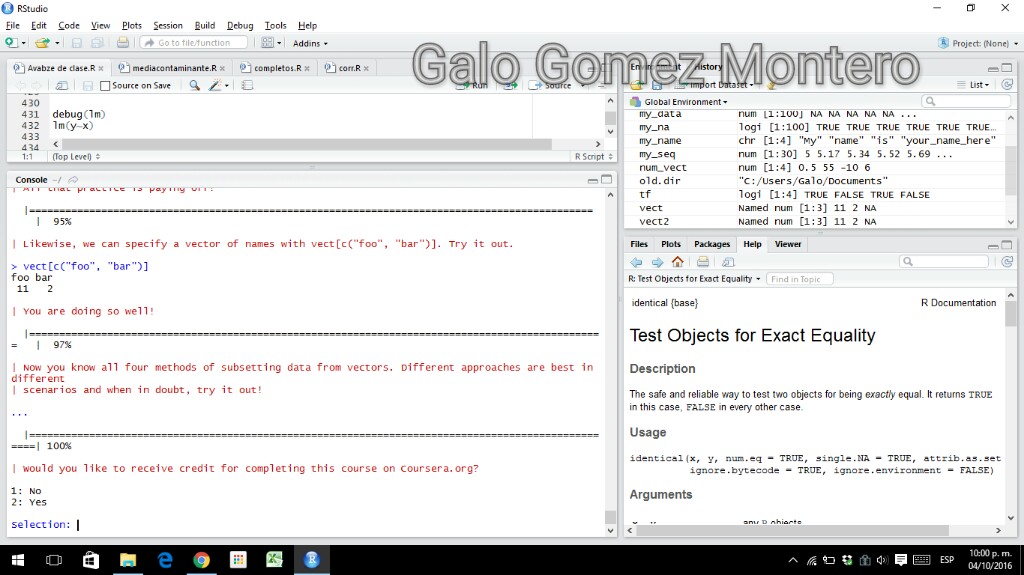 RStudio
File Edit Code View Plots Session Build Debug Tools Help
Go to file/function Addins
Project: (None)
Galo Gomez Montero
Avabze de clase.R mediacontaminante.R completos.R corr.R
Source on Save Run Source
430
431 debug(lm)
432 lm(y~x)
433
1:1 (Top Level) R Script
Console ~/
| All that practice is paying off!
|===============================================================================
| 95%
| Likewise, we can specify a vector of names with vect[c("foo", "bar")]. Try it out.
> vect[c("foo", "bar")]
foo bar
11 2
| You are doing so well!
|================================================================================
= | 97%
| Now you know all four methods of subsetting data from vectors. Different approaches are best in
different
| scenarios and when in doubt, try it out!
...
|================================================================================
====| 100%
| Would you like to receive credit for completing this course on Coursera.org?
1: No
2: Yes
Selection:
Environment History
Import Dataset List
Global Environment
my_data num [1:100] NA NA NA NA NA ...
my_na logi [1:100] TRUE TRUE TRUE TRUE TRUE TRUE…
my_name chr [1:4] "My" "name" "is" "your_name_here"
my_seq num [1:30] 5 5.17 5.34 5.52 5.69 ...
num_vect num [1:4] 0.5 55 -10 6
old.dir "C:/Users/Galo/Documents"
tf logi [1:4] TRUE FALSE TRUE FALSE
vect Named num [1:3] 11 2 NA
vect2 Named num [1:3] 11 2 NA
Files Plots Packages Help Viewer
R: Test Objects for Exact Equality Find in Topic
identical {base} R Documentation
Test Objects for Exact Equality
Description
The safe and reliable way to test two objects for being exactly equal. It returns TRUE
in this case, FALSE in every other case.
Usage
identical(x, y, num.eq = TRUE, single.NA = TRUE, attrib.as.set
ignore.bytecode = TRUE, ignore.environment = FALSE)
Arguments
x, y any R objects
ESP
10:00 p. m.
04/10/2016